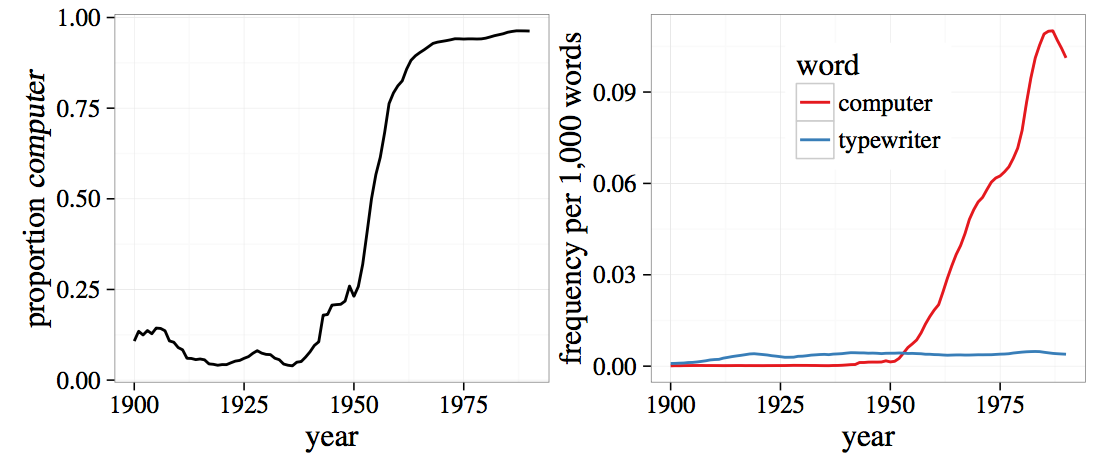 proportion computer
1.00
0.75
0.50
0.25
0.00
1900 1925 1950 1975
year
frequency per 1,000 words
0.09
0.06
0.03
0.00
word
computer
typewriter
1900 1925 1950 1975
year